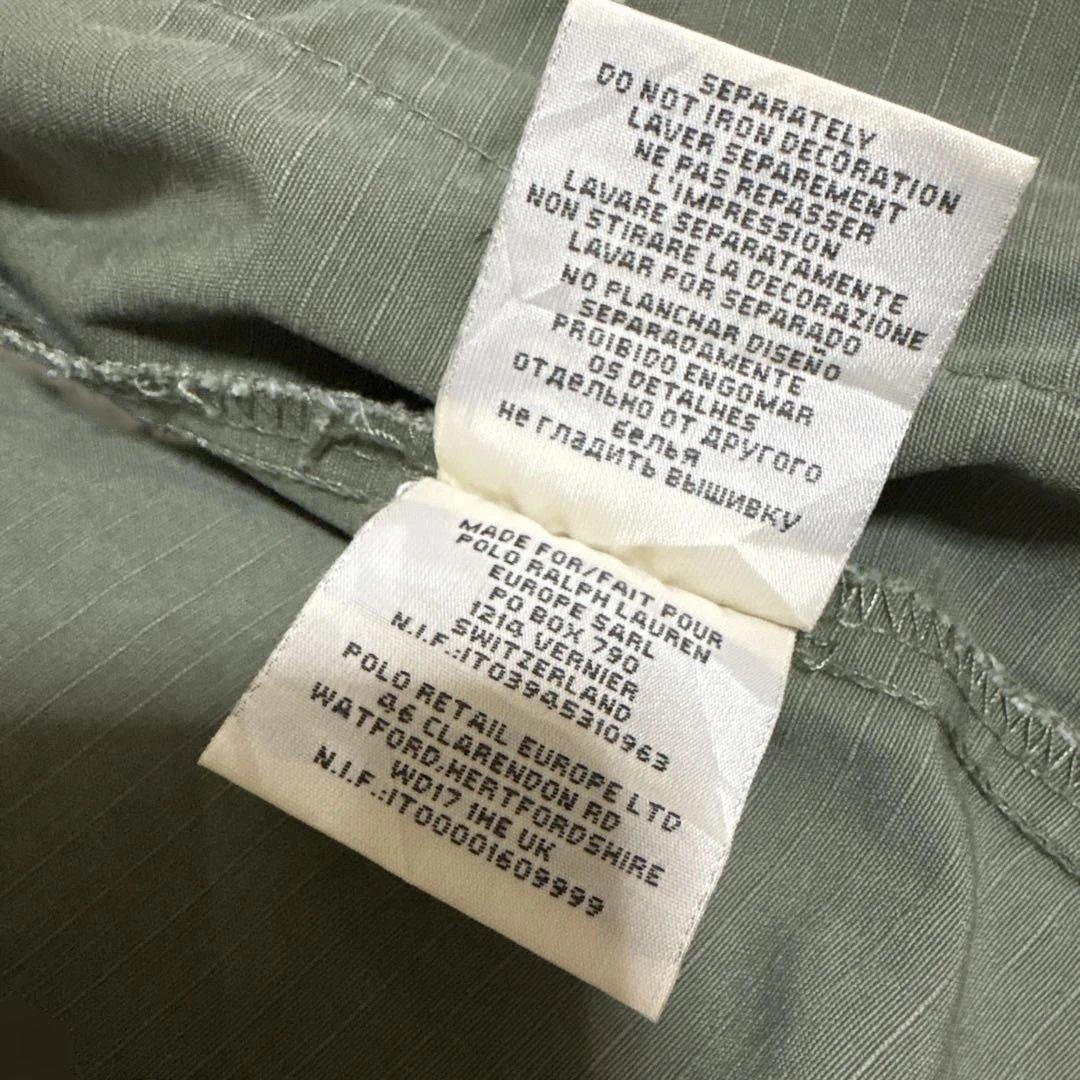 SEPARATELY
DO NOT IRON DECORATION
LAVER SEPAREMENT
NE PAS REPASSER
L'IMPRESSION
LAVARE SEPARATAMENTE
NON STIRARE LA DECORAZIONE
LAVAR POR SEPARADO
NO PLANCHAR DISEÑO
SEPARADAMENTE
PROIBIDO ENGOMAR
OS DETALHES
ОТДЕЛЬНО ОТ ДРУГОГО
БЕЛЬЯ
НЕ ГЛАДИТЬ ВЫШИВКУ
MADE FOR/FAIT POUR
POLO RALPH LAUREN
EUROPE SARL
PO BOX 790
1214 VERNIER
SWITZERLAND
N.I.F.:IT03945310963
POLO RETAIL EUROPE LTD
46 CLARENDON RD
WATFORD.HERTFORDSHIRE
WD17 1HE UK
N.I.F.:IT00001609999